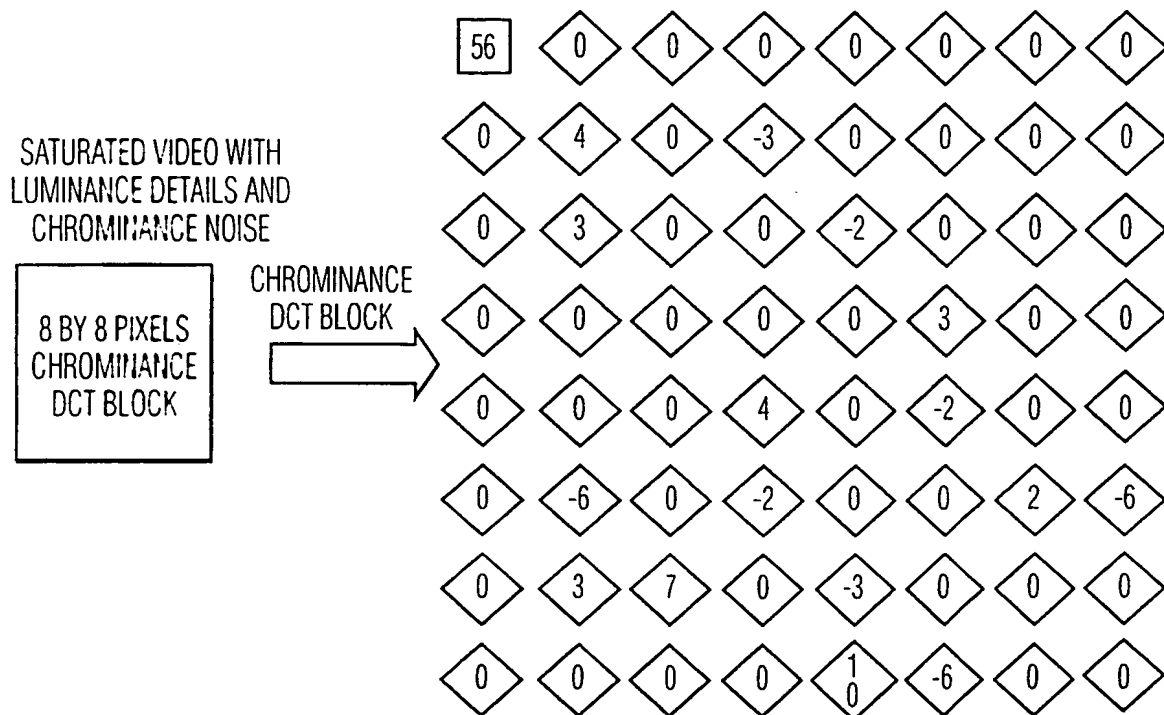 56 0 0 0 0 0 0 0
0 4 0 -3 0 0 0 0
SATURATED VIDEO WITH
LUMINANCE DETAILS AND
CHROMINANCE NOISE
0 3 0 0 -2 0 0 0
CHROMINANCE
DCT BLOCK
8 BY 8 PIXELS
CHROMINANCE
DCT BLOCK
0 0 0 0 0 3 0 0
0 0 0 4 0 -2 0 0
0 -6 0 -2 0 0 2 -6
0 3 7 0 -3 0 0 0
0 0 0 0 1 -6 0 0
0